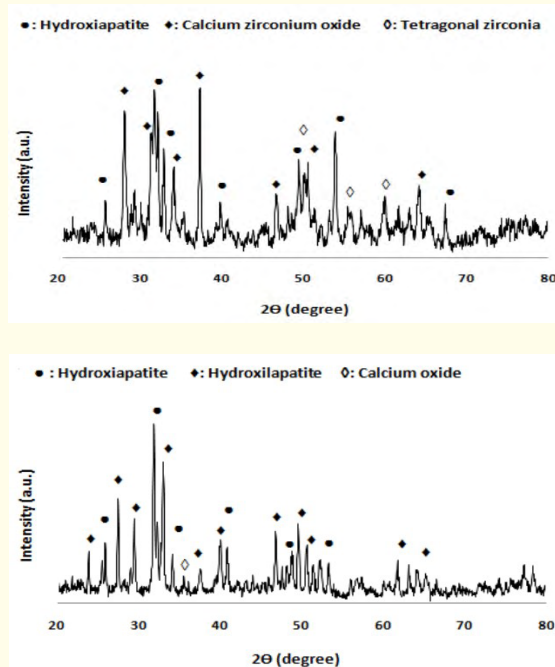 ● : Hydroxiapatite ◆: Calcium zirconium oxide ◊: Tetragonal zirconia
Intensity (a.u.)
20 30 40 50 60 70 80
2ϴ (degree)
● : Hydroxiapatite ◆: Hydroxilapatite ◊: Calcium oxide
Intensity (a.u.)
20 30 40 50 60 70 80
2ϴ (degree)